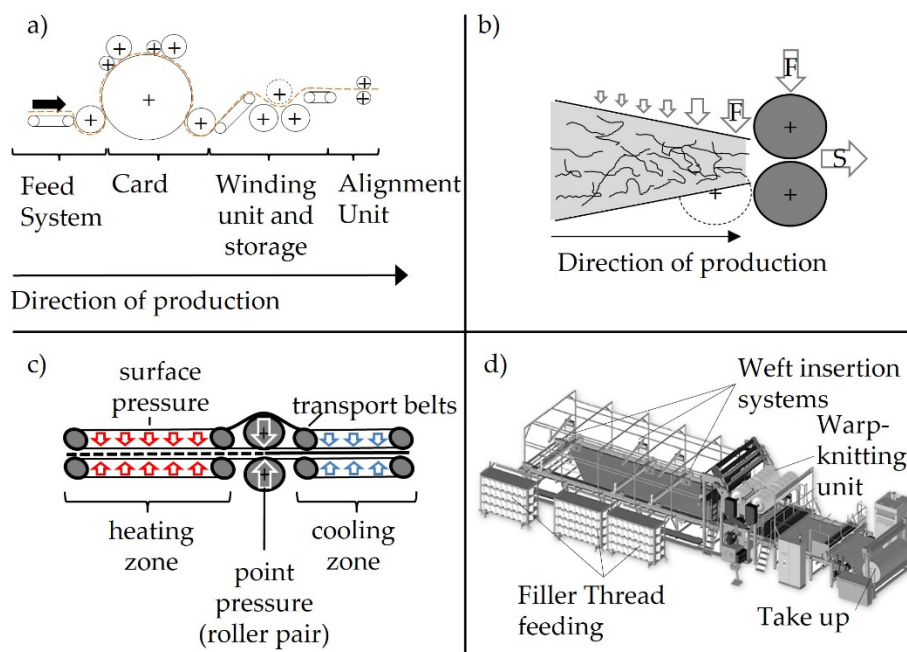 a)
Feed
System
Card
Winding
unit and
storage
Alignment
Unit
Direction of production
b)
F
F
S
Direction of production
c)
surface
pressure
transport belts
heating
zone
cooling
zone
point
pressure
(roller pair)
d)
Weft insertion
systems
Warp-
knitting
unit
Filler Thread
feeding
Take up